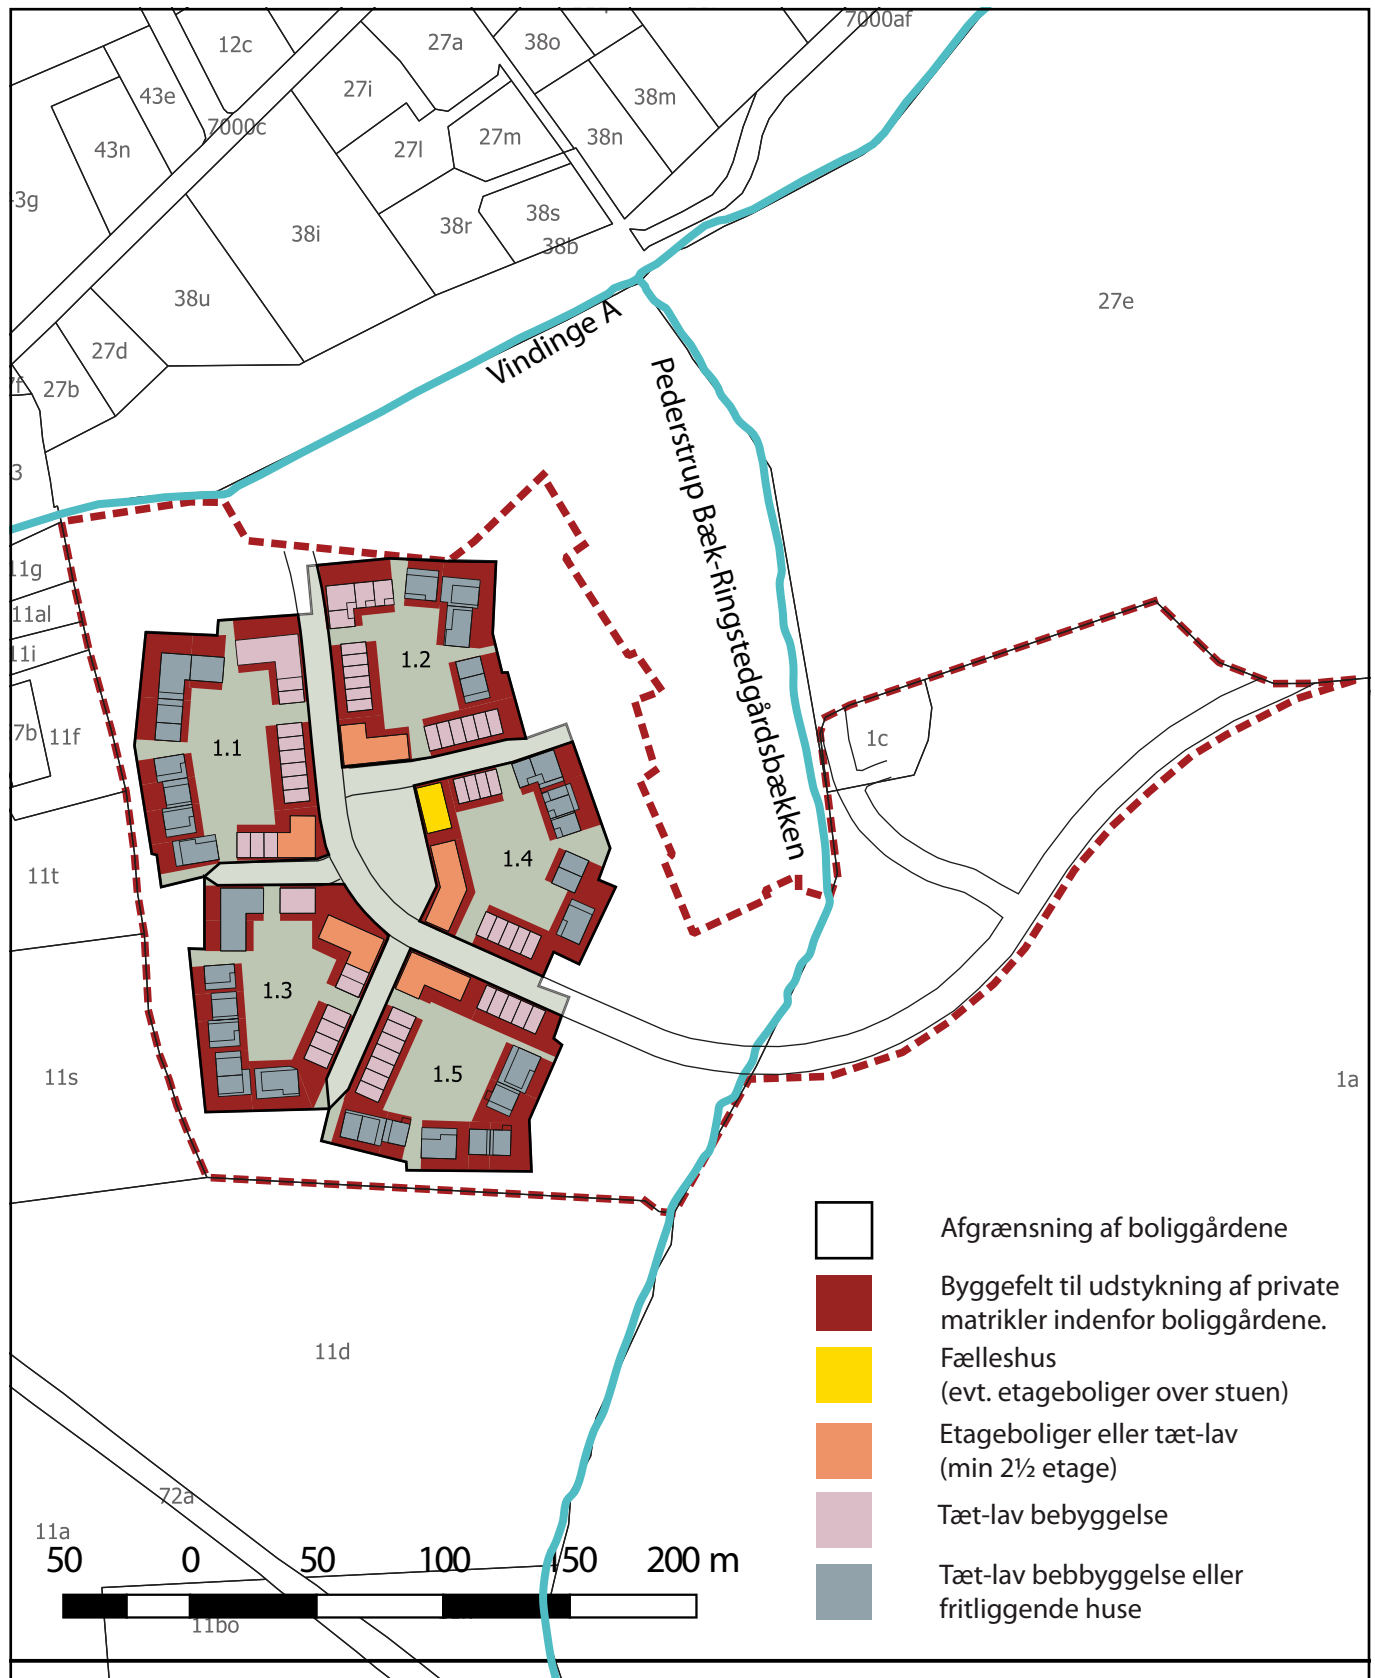 7000af
12c
27a
38o
43e
27i
38m
7000c
43n
27l
27m
38n
3g
38i
38r
38s
38b
38u
27e
Vindinge A
27d
7f
27b
Pederstrup Bæk-Ringstedgårdsbækken
3
11g
11al
11i
1.2
7b
11f
1.1
1c
1.4
11t
1.3
1.5
11s
1a
Afgrænsning af boliggårdene
Byggefelt til udstykning af private
matrikler indenfor boliggårdene.
Fælleshus
(evt. etageboliger over stuen)
Etageboliger eller tæt-lav
(min 2½ etage)
Tæt-lav bebyggelse
Tæt-lav bebbyggelse eller
fritliggende huse
11d
72a
11a
50 0 50 100 150 200 m
11bo